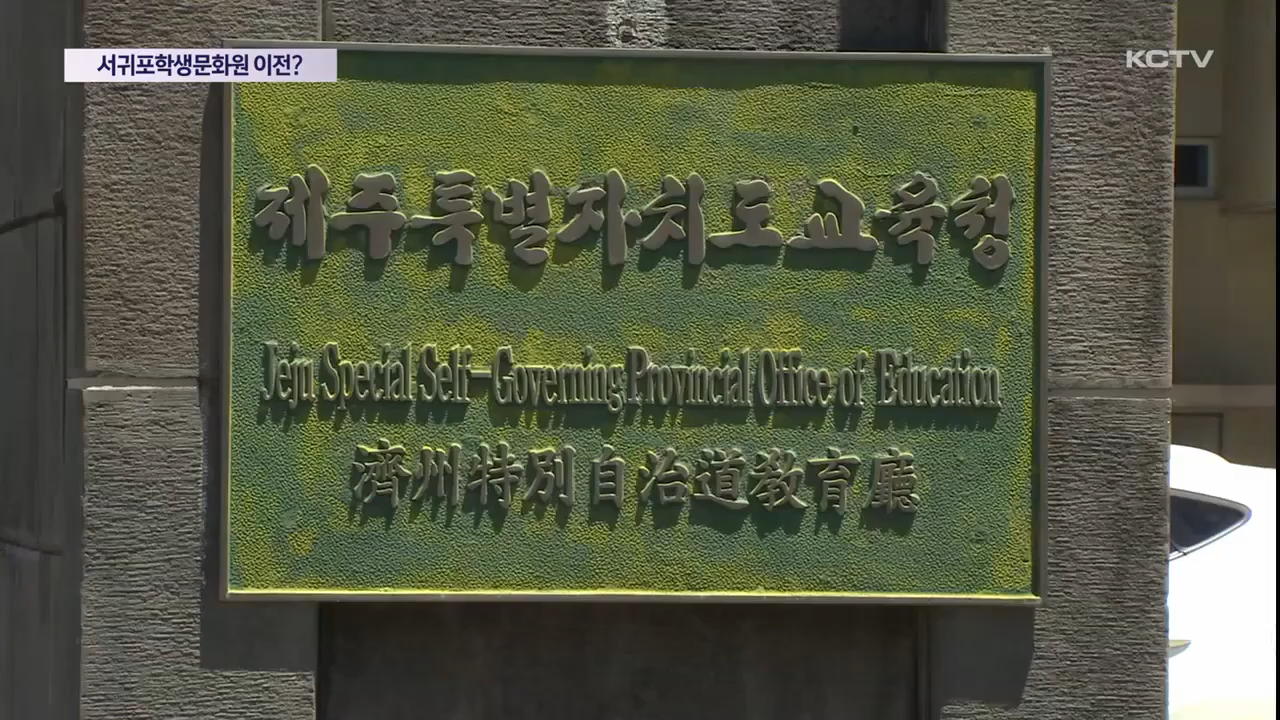 서귀포학생문화원 이전?
KCTV
제주특별자치도교육청
Jeju Special Self-Governing Provincial Office of Education
濟州特別自治道教育廳